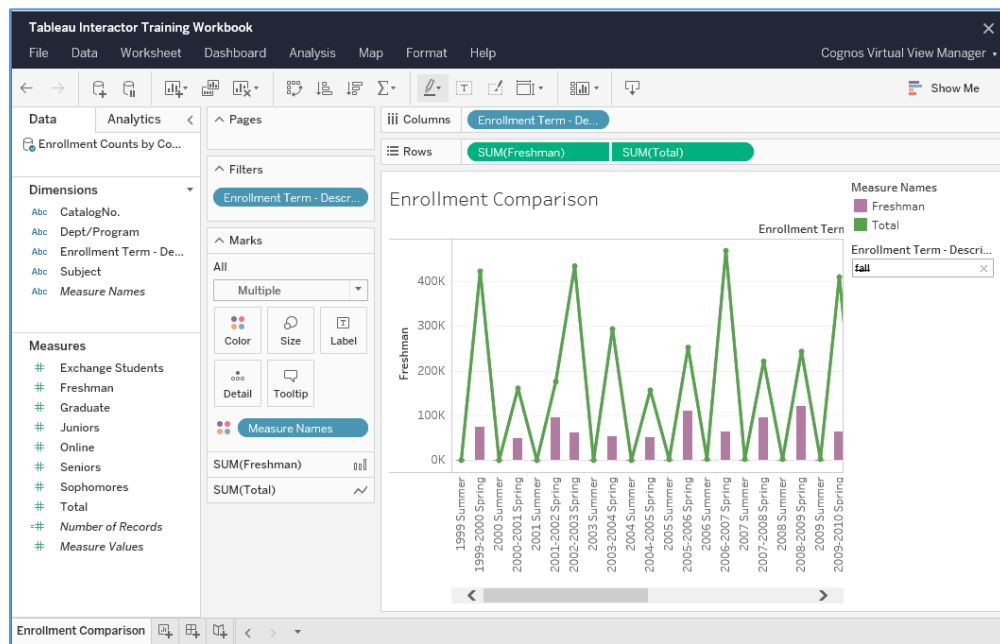 Tableau Interactor Training Workbook
File Data Worksheet Dashboard Analysis Map Format Help Cognos Virtual View Manager
Show Me
Data Analytics
Enrollment Counts by Co...
Dimensions
Abc CatalogNo.
Abc Dept/Program
Abc Enrollment Term - De...
Abc Subject
Abc Measure Names
Measures
# Exchange Students
# Freshman
# Graduate
# Juniors
# Online
# Seniors
# Sophomores
# Total
=# Number of Records
# Measure Values
Pages
Filters
Enrollment Term - Descr...
Marks
All
Multiple
Color Size Label
Detail Tooltip
Measure Names
SUM(Freshman)
SUM(Total)
Columns Enrollment Term - De...
Rows SUM(Freshman) SUM(Total)
Enrollment Comparison
Enrollment Term
Freshman
400K
300K
200K
100K
0K
1999 Summer
1999-2000 Spring
2000 Summer
2000-2001 Spring
2001 Summer
2001-2002 Spring
2002-2003 Spring
2003 Summer
2003-2004 Spring
2004 Summer
2004-2005 Spring
2005 Summer
2005-2006 Spring
2006 Summer
2006-2007 Spring
2007 Summer
2007-2008 Spring
2008 Summer
2008-2009 Spring
2009 Summer
2009-2010 Spring
Measure Names
Freshman
Total
Enrollment Term - Descri...
fall
Enrollment Comparison